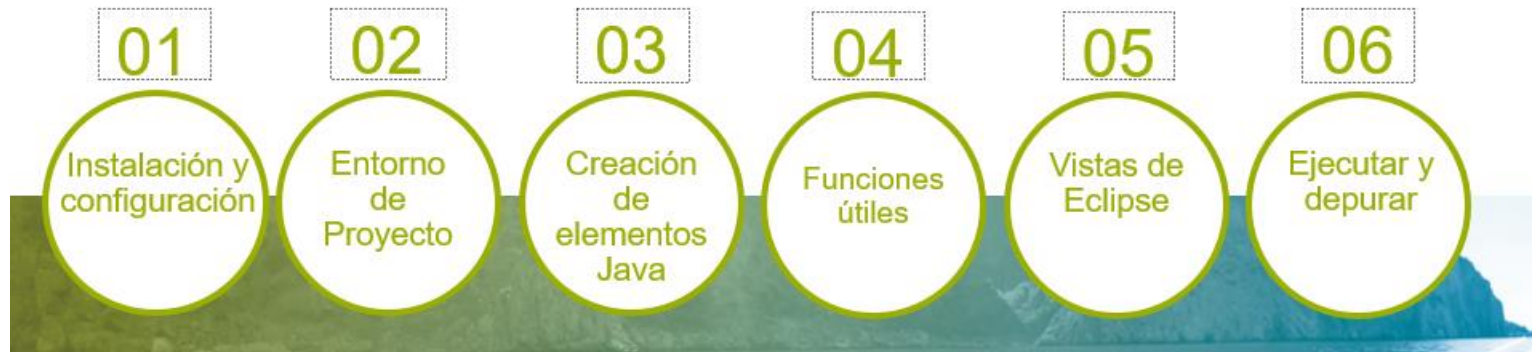 01
Instalación y
configuración
02
Entorno
de
Proyecto
03
Creación
de
elementos
Java
04
Funciones
útiles
05
Vistas de
Eclipse
06
Ejecutar y
depurar